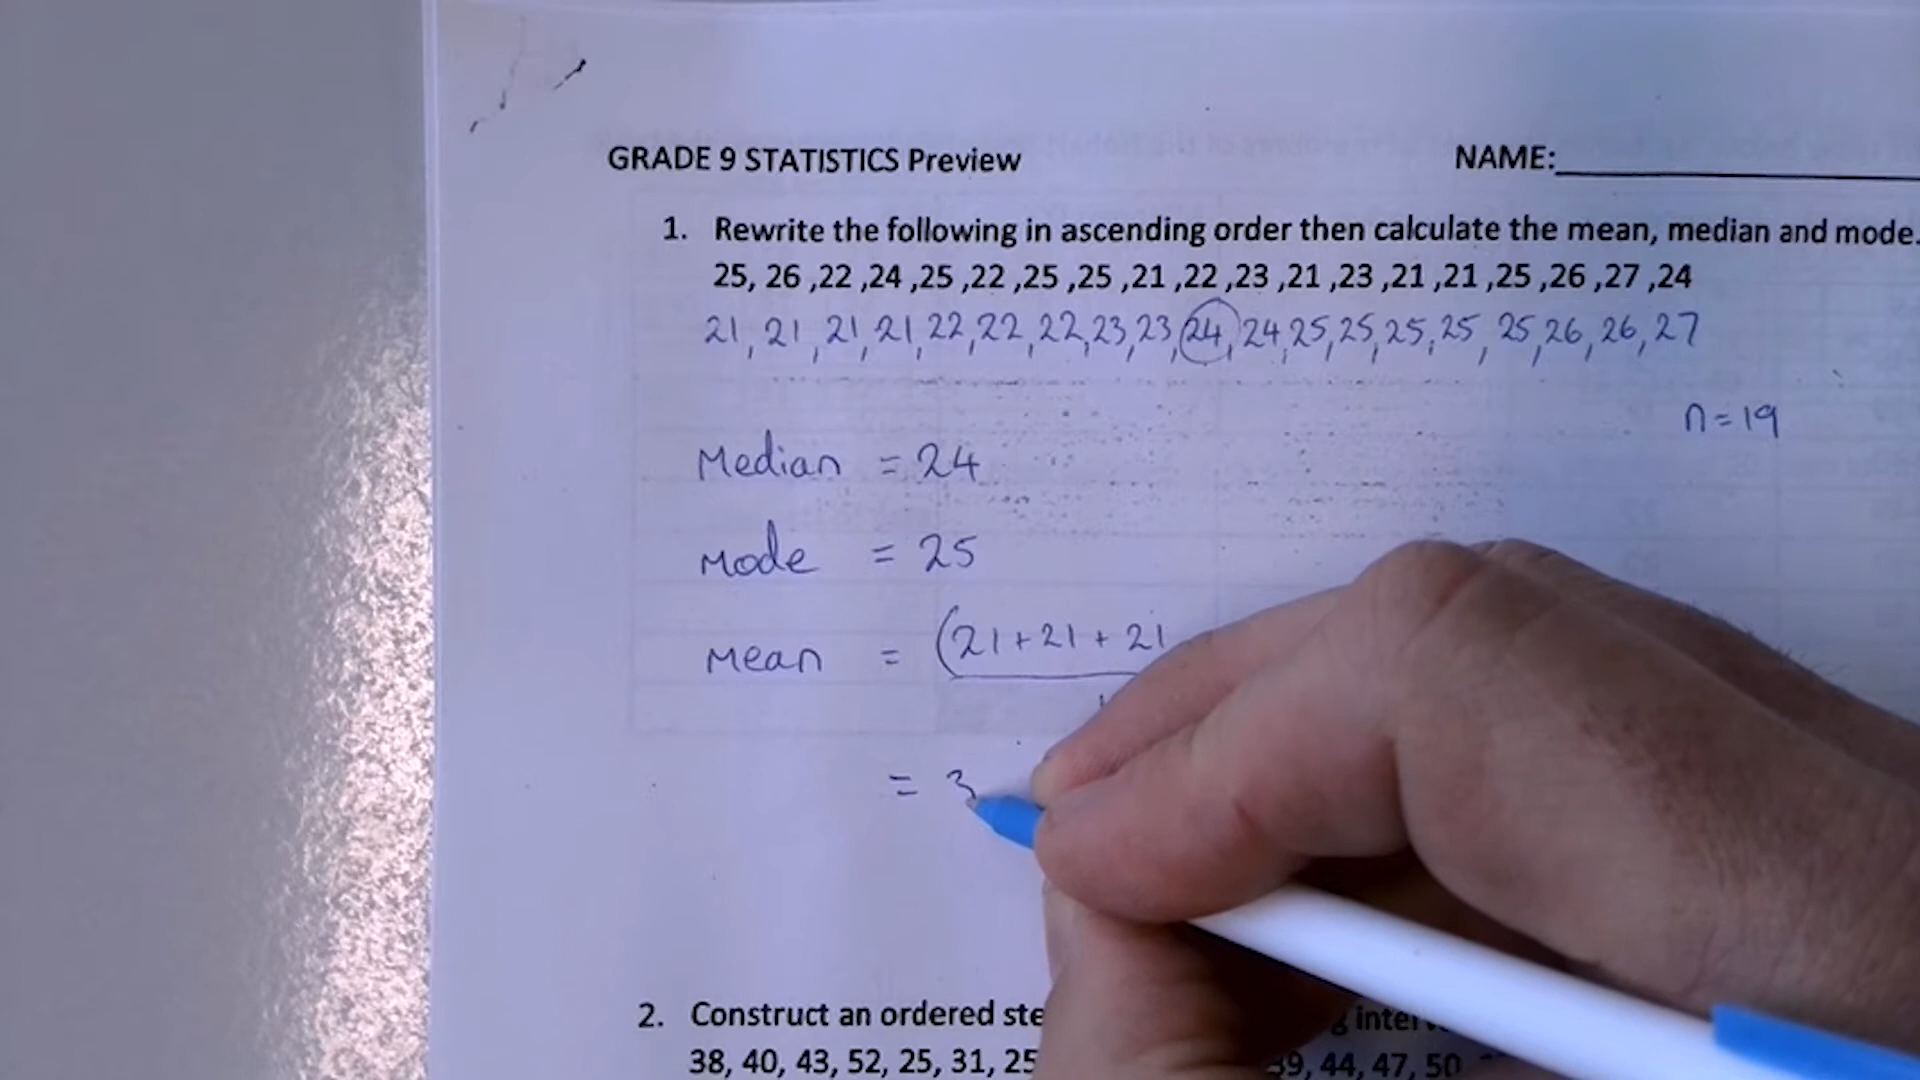 GRADE 9 STATISTICS Preview NAME:
1. Rewrite the following in ascending order then calculate the mean, median and mode.
25, 26 ,22 ,24 ,25 ,22 ,25 ,25 ,21 ,22 ,23 ,21 ,23 ,21 ,21 ,25 ,26 ,27 ,24
21, 21, 21, 21, 22, 22, 22, 23, 23, 24, 24, 25, 25, 25, 25, 25, 26, 26, 27
n = 19
Median = 24
Mode = 25
Mean = (21 + 21 + 21
= 3
2. Construct an ordered
38, 40, 43, 52, 25, 31, 25 39, 44, 47, 50